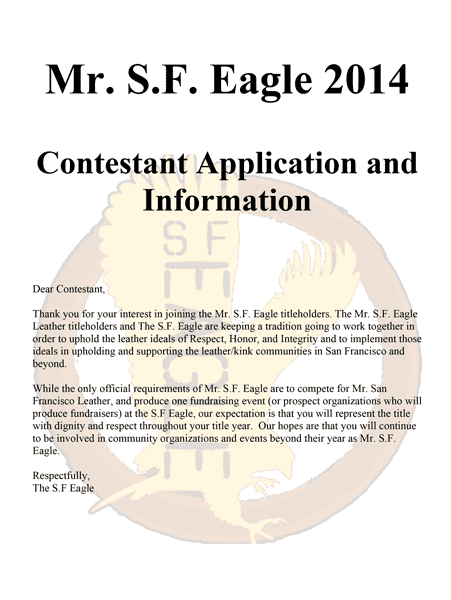 Mr. S.F. Eagle 2014
Contestant Application and
Information
SF
EAGLE
Dear Contestant,
Thank you for your interest in joining the Mr. S.F. Eagle titleholders. The Mr. S.F. Eagle
Leather titleholders and The S.F. Eagle are keeping a tradition going to work together in
order to uphold the leather ideals of Respect, Honor, and Integrity and to implement those
ideals in upholding and supporting the leather/kink communities in San Francisco and
beyond.
While the only official requirements of Mr. S.F. Eagle are to compete for Mr. San
Francisco Leather, and produce one fundraising event (or prospect organizations who will
produce fundraisers) at the S.F Eagle, our expectation is that you will represent the title
with dignity and respect throughout your title year.  Our hopes are that you will continue
to be involved in community organizations and events beyond their year as Mr. S.F.
Eagle.
Respectfully,
The S.F Eagle